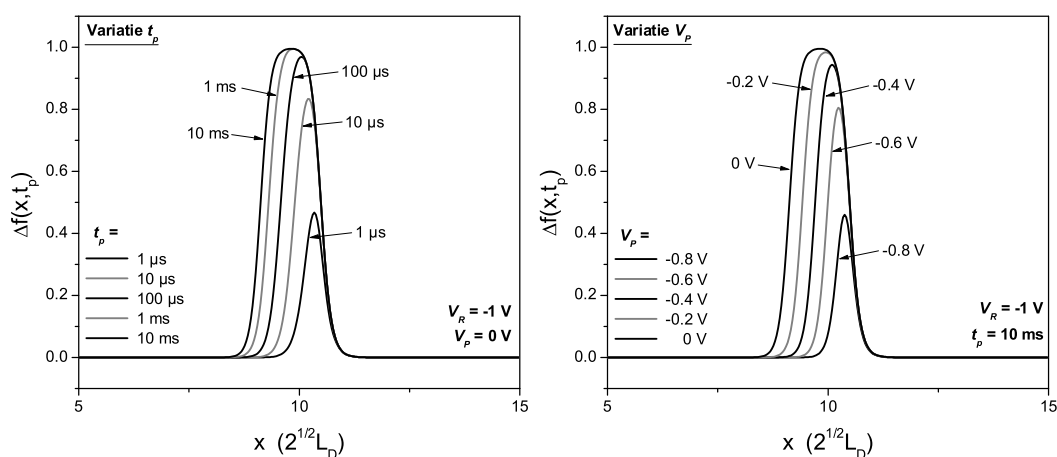 Variatie t_p
Δf(x,t_p)
1.0
0.8
0.6
0.4
0.2
0.0
1 ms
100 µs
10 ms
10 µs
1 µs
t_p =
1 µs
10 µs
100 µs
1 ms
10 ms
V_R = -1 V
V_P = 0 V
5
10
15
x (2^{1/2}L_D)
Variatie V_P
Δf(x,t_p)
1.0
0.8
0.6
0.4
0.2
0.0
-0.2 V
-0.4 V
-0.6 V
0 V
-0.8 V
V_P =
-0.8 V
-0.6 V
-0.4 V
-0.2 V
0 V
V_R = -1 V
t_p = 10 ms
5
10
15
x (2^{1/2}L_D)